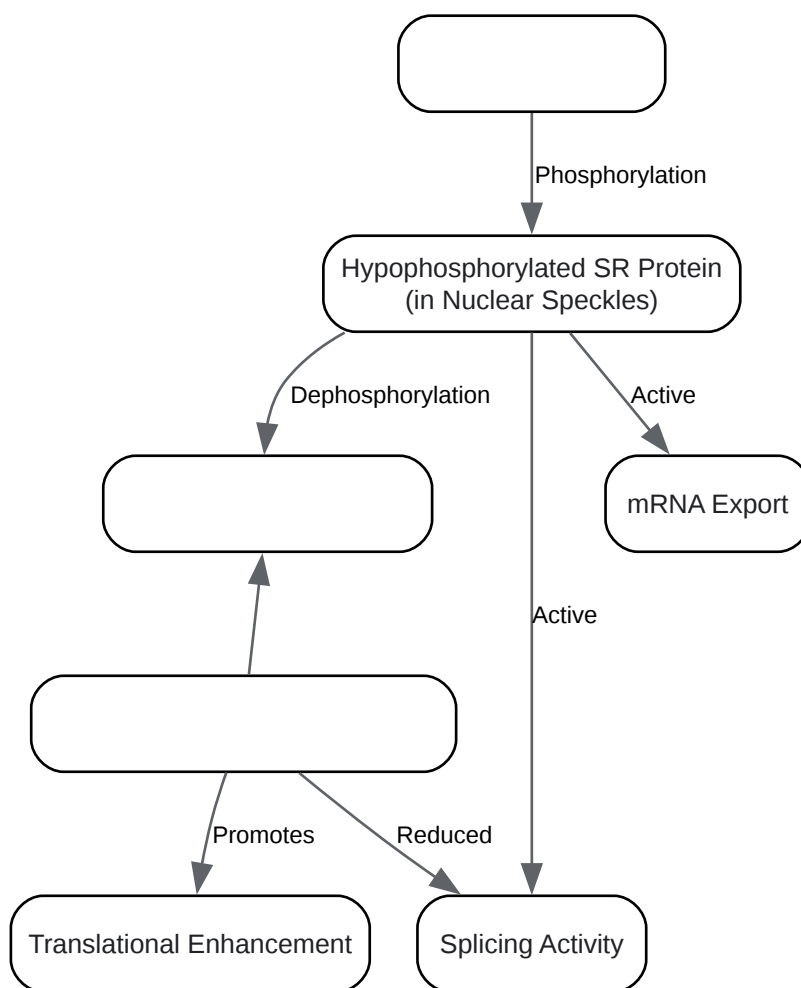 Phosphorylation
Hypophosphorylated SR Protein
(in Nuclear Speckles)
Dephosphorylation
Active
mRNA Export
Active
Promotes
Reduced
Translational Enhancement
Splicing Activity